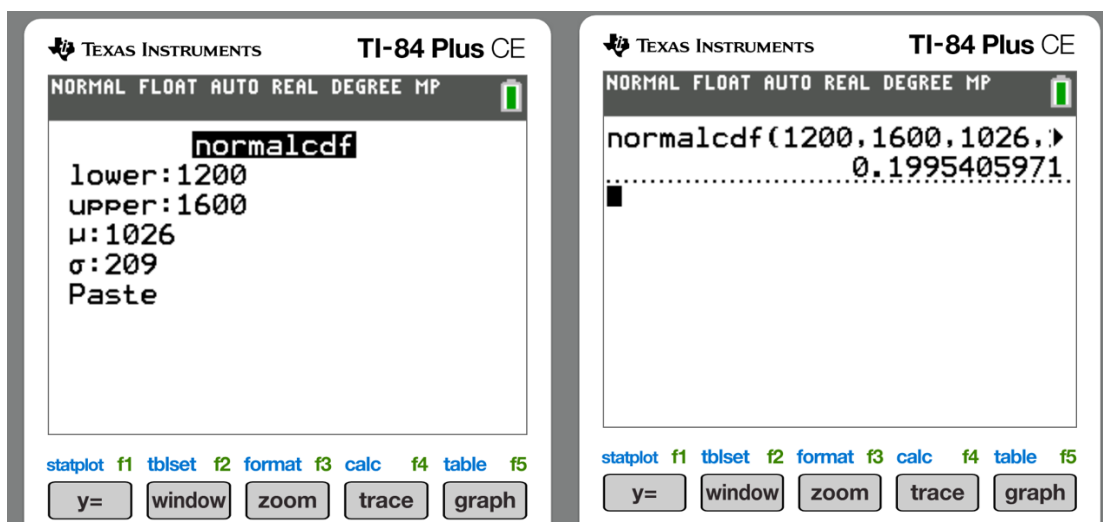 TEXAS INSTRUMENTS TI-84 Plus CE
NORMAL FLOAT AUTO REAL DEGREE MP
normalcdf
lower:1200
upper:1600
μ:1026
σ:209
Paste
statplot f1 tblset f2 format f3 calc f4 table f5
y= window zoom trace graph
TEXAS INSTRUMENTS TI-84 Plus CE
NORMAL FLOAT AUTO REAL DEGREE MP
normalcdf(1200,1600,1026,
0.1995405971
statplot f1 tblset f2 format f3 calc f4 table f5
y= window zoom trace graph